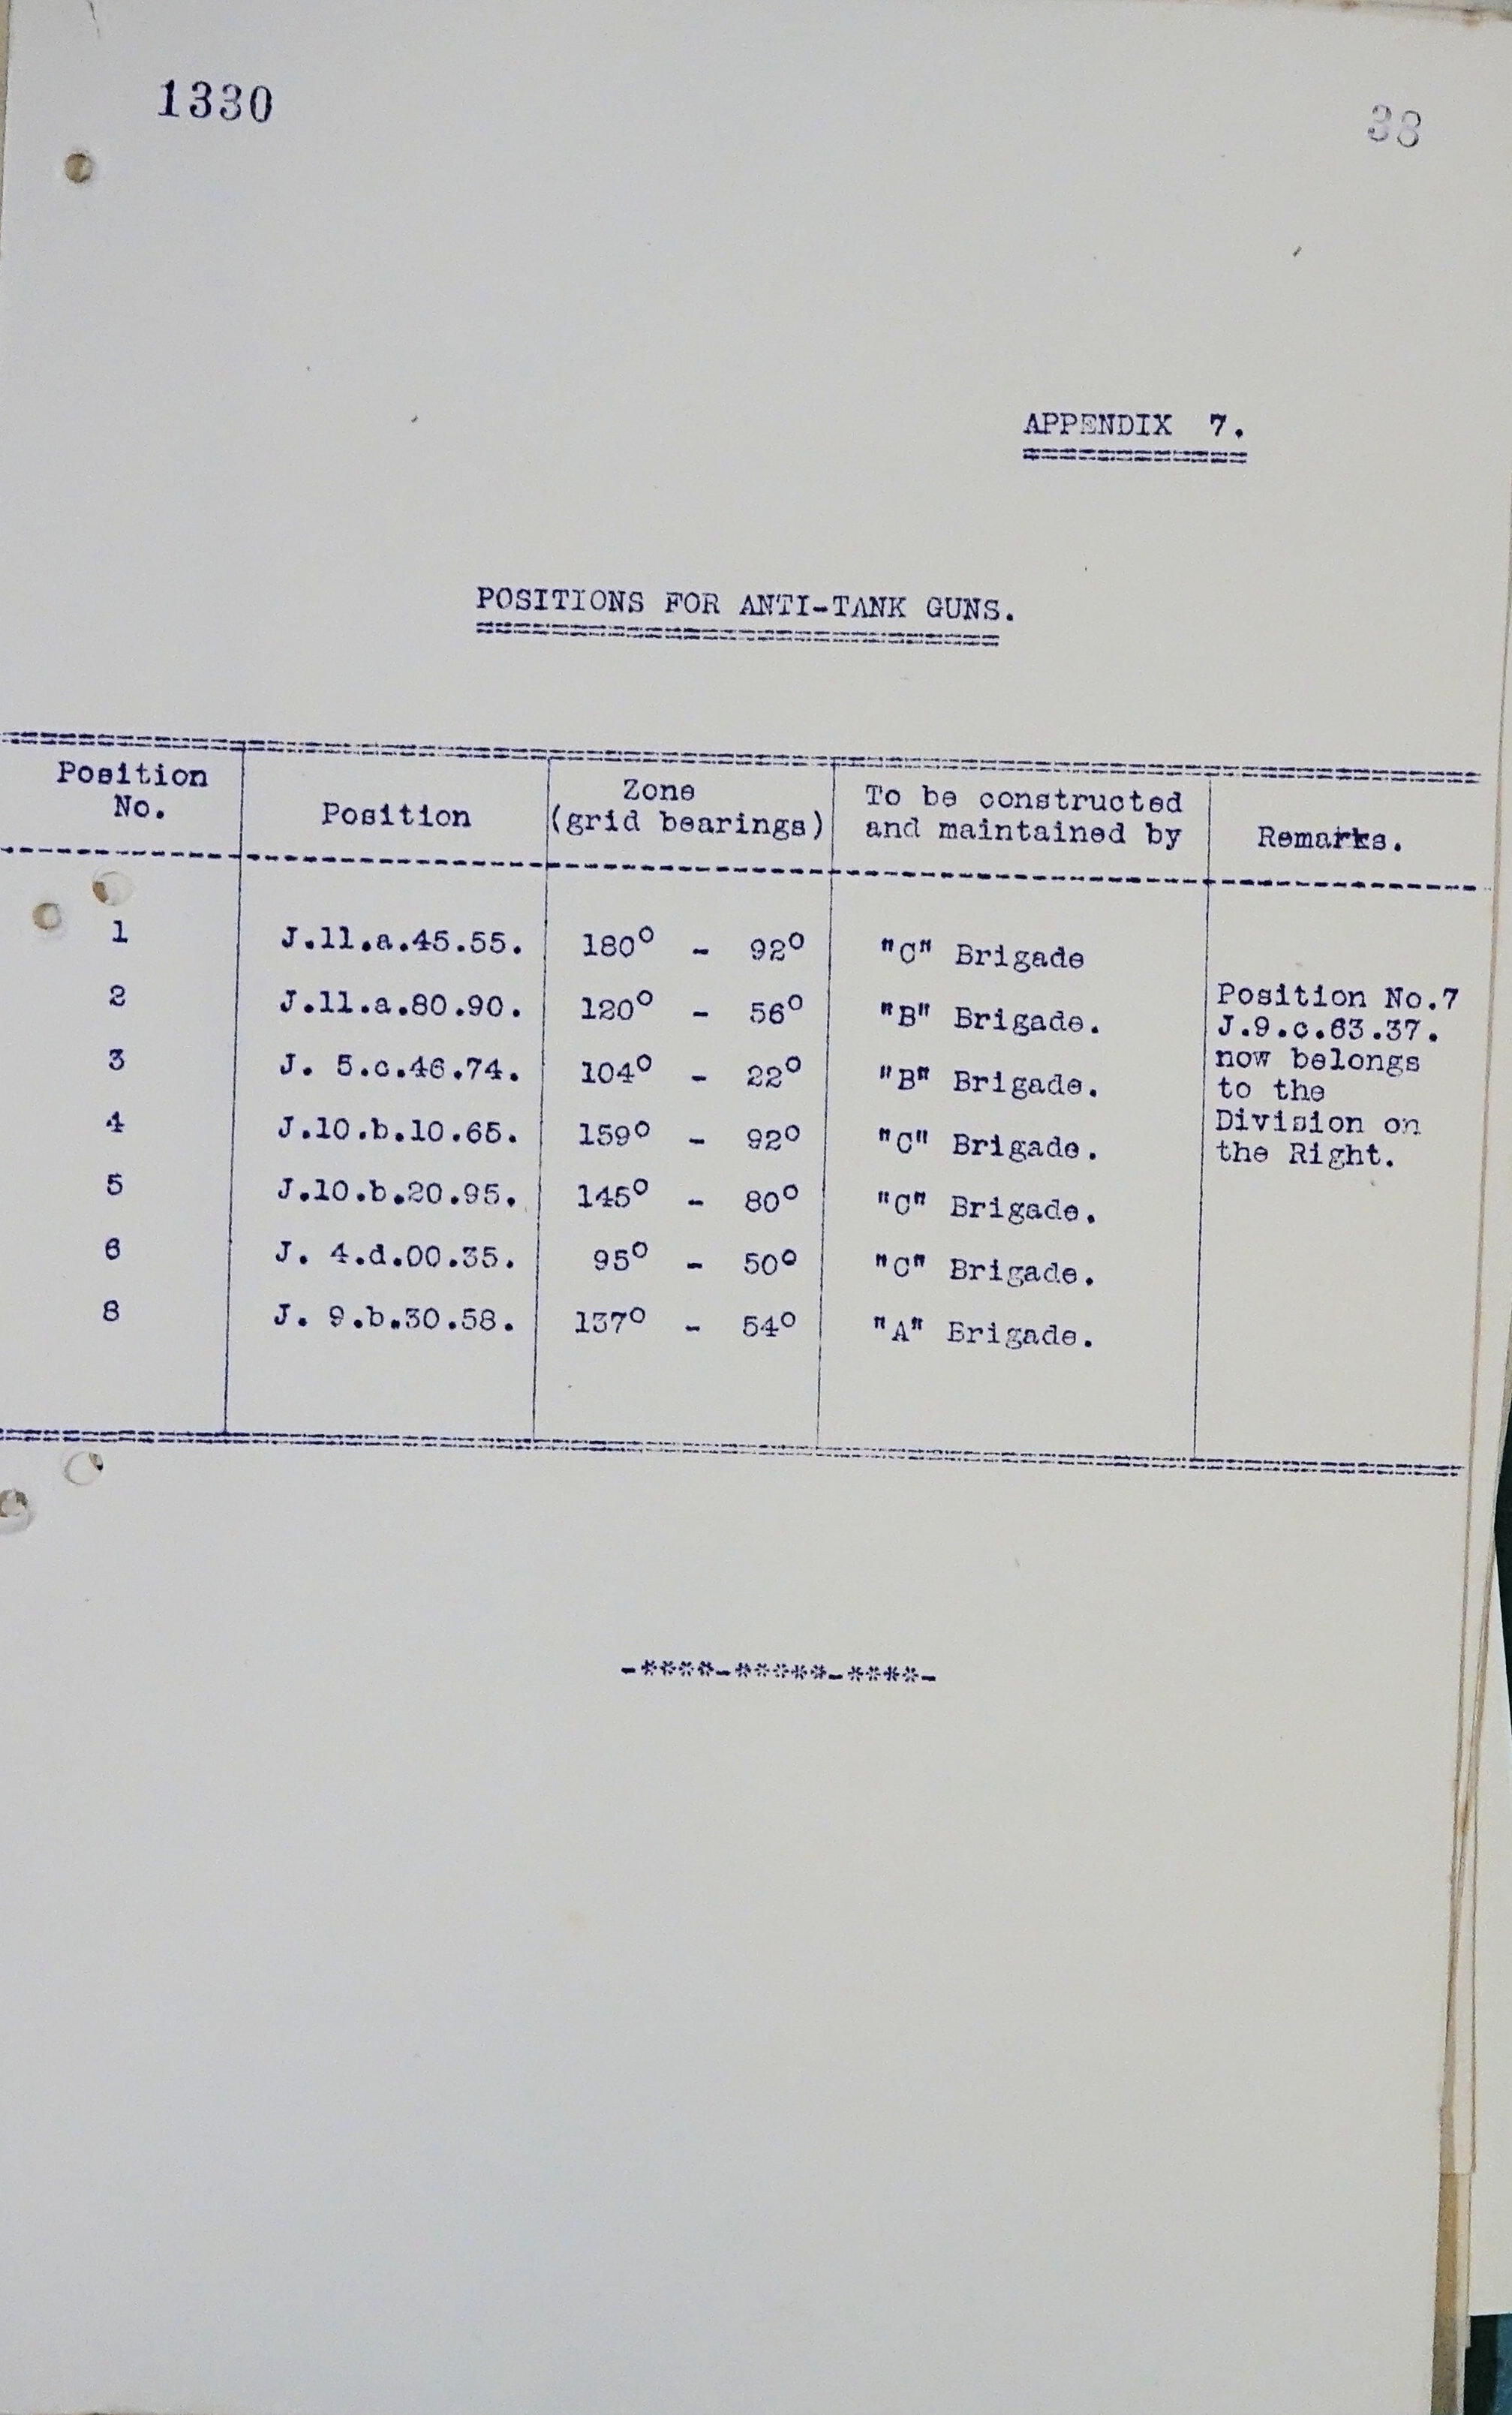 1330
38
APPENDIX 7.
POSITIONS FOR ANTI-TANK GUNS.
Position No. | Position | Zone (grid bearings) | To be constructed and maintained by | Remarks.
1 J.11.a.45.55. 180° - 92° "C" Brigade
2 J.11.a.80.90. 120° - 56° "B" Brigade.
3 J. 5.c.46.74. 104° - 22° "B" Brigade.
4 J.10.b.10.65. 159° - 92° "C" Brigade.
5 J.10.b.20.95. 145° - 80° "C" Brigade.
6 J. 4.d.00.35. 95° - 50° "C" Brigade.
8 J. 9.b.30.58. 137° - 54° "A" Brigade.
Position No.7
J.9.c.63.37.
now belongs
to the
Division on
the Right.
-****-*****-****-